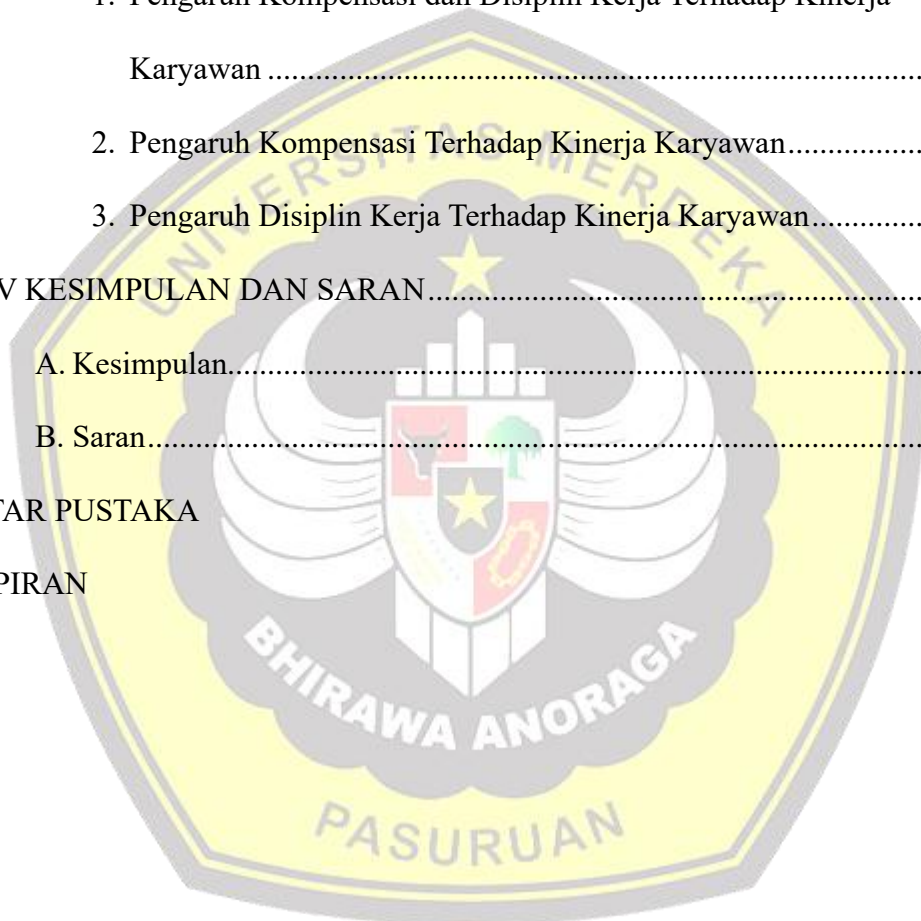 1. Pengaruh Kompensasi dan Disiplin Kerja Terhadap Kinerja
Karyawan ................................................................................
2. Pengaruh Kompensasi Terhadap Kinerja Karyawan.................
3. Pengaruh Disiplin Kerja Terhadap Kinerja Karyawan..............
V KESIMPULAN DAN SARAN.............................................................
A. Kesimpulan.....................................................................................
B. Saran...............................................................................................
TAR PUSTAKA
PIRAN
UNIVERSITAS MERDEKA
BHIRAWA ANORAGA
PASURUAN